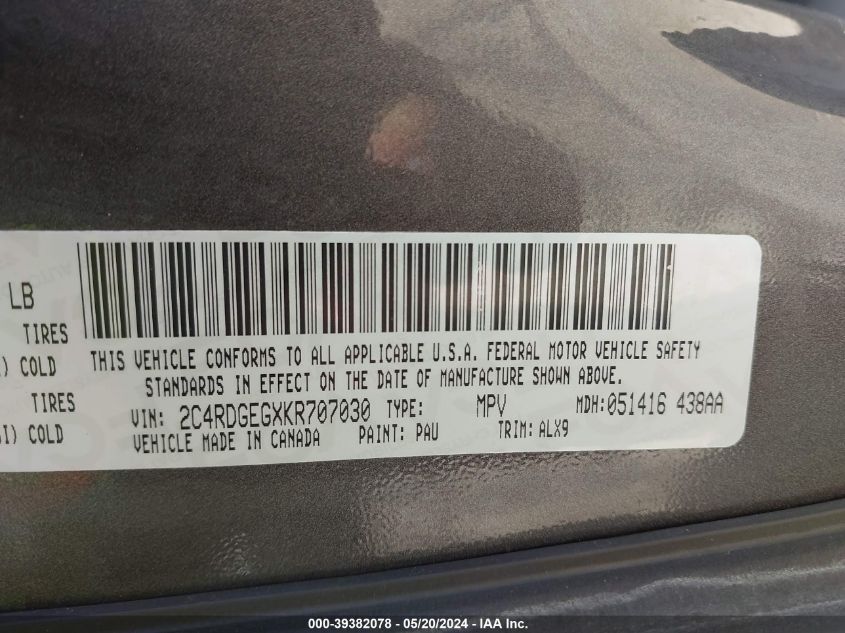 LB
TIRES
COLD
TIRES
COLD
THIS VEHICLE CONFORMS TO ALL APPLICABLE U.S.A. FEDERAL MOTOR VEHICLE SAFETY
STANDARDS IN EFFECT ON THE DATE OF MANUFACTURE SHOWN ABOVE.
VIN: 2C4RDGEGXKR707030 TYPE: MPV MDH:051416 438AA
VEHICLE MADE IN CANADA PAINT: PAU TRIM: ALX9
000-39382078 - 05/20/2024 - IAA Inc.